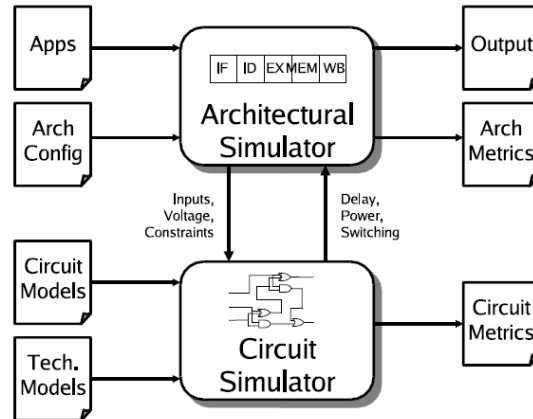 Apps
Output
IF ID EX MEM WB
Architectural
Simulator
Arch
Config
Arch
Metrics
Inputs,
Voltage,
Constraints
Delay,
Power,
Switching
Circuit
Models
Circuit
Simulator
Circuit
Metrics
Tech.
Models